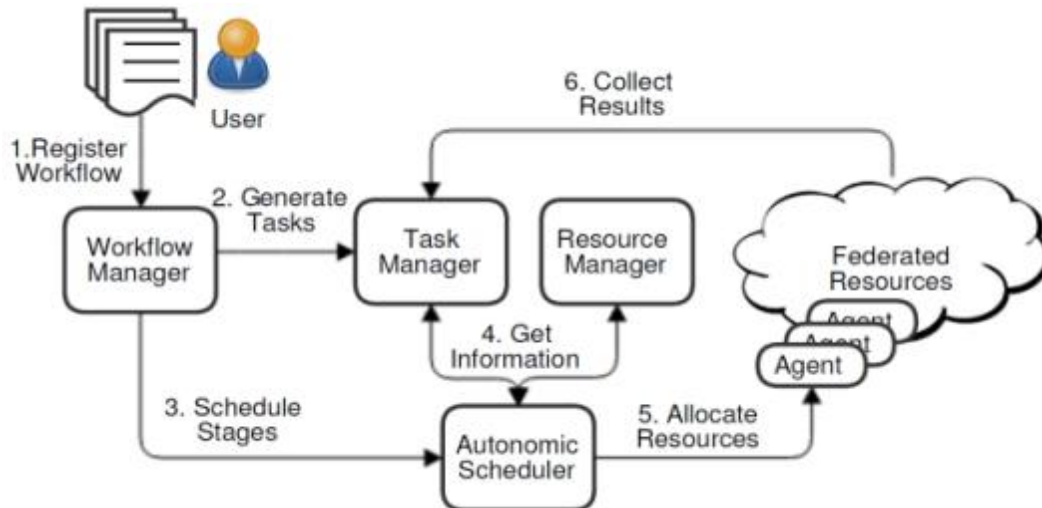 User
1.Register
Workflow
6. Collect
Results
2. Generate
Tasks
Workflow
Manager
Task
Manager
Resource
Manager
Federated
Resources
Agent
Agent
Agent
4. Get
Information
3. Schedule
Stages
5. Allocate
Resources
Autonomic
Scheduler